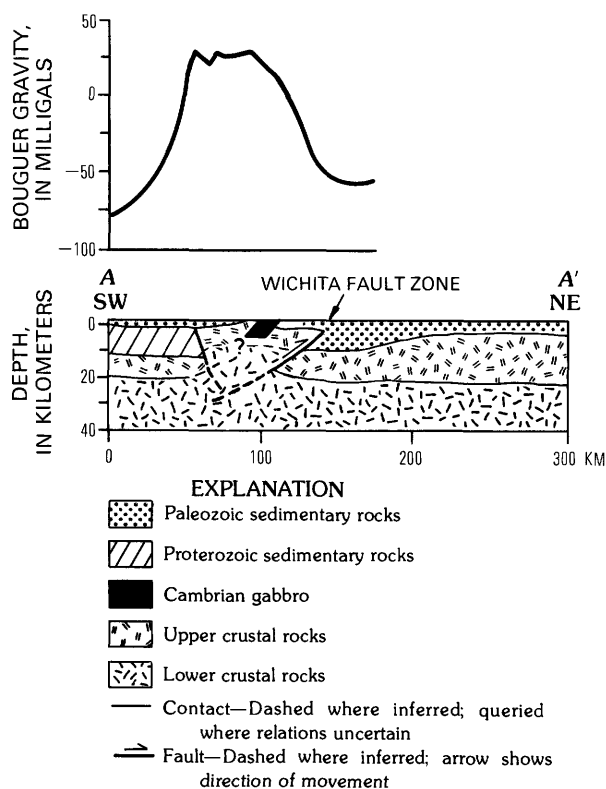 BOUGUER GRAVITY,
IN MILLIGALS
50
0
−50
−100
A
SW
WICHITA FAULT ZONE
A′
NE
DEPTH,
IN KILOMETERS
0
20
40
?
0
100
200
300 KM
EXPLANATION
Paleozoic sedimentary rocks
Proterozoic sedimentary rocks
Cambrian gabbro
Upper crustal rocks
Lower crustal rocks
Contact—Dashed where inferred; queried
where relations uncertain
Fault—Dashed where inferred; arrow shows
direction of movement